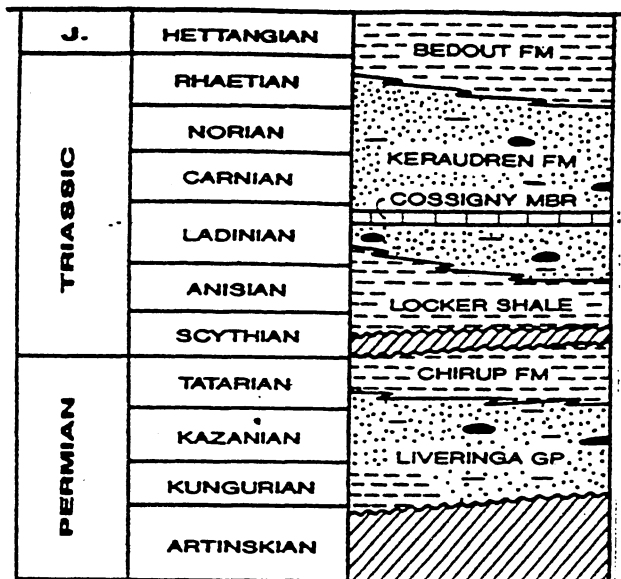 J.
HETTANGIAN
BEDOUT FM
RHAETIAN
NORIAN
KERAUDREN FM
CARNIAN
COSSIGNY MBR
TRIASSIC
LADINIAN
ANISIAN
LOCKER SHALE
SCYTHIAN
TATARIAN
CHIRUP FM
KAZANIAN
LIVERINGA GP
PERMIAN
KUNGURIAN
ARTINSKIAN